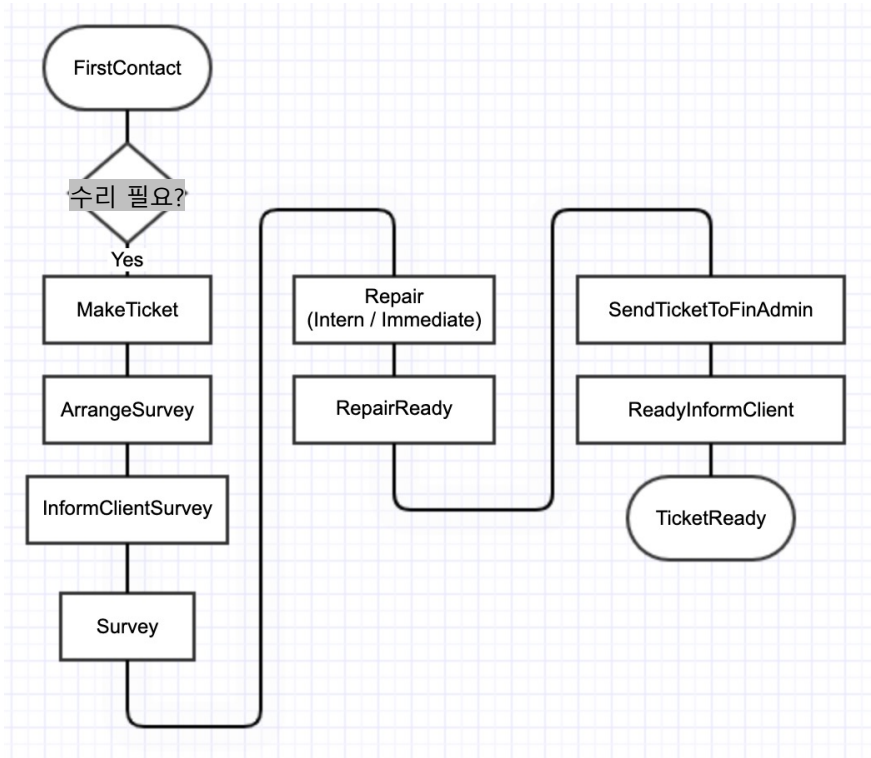 FirstContact
수리 필요?
Yes
MakeTicket
ArrangeSurvey
InformClientSurvey
Survey
Repair
(Intern / Immediate)
RepairReady
SendTicketToFinAdmin
ReadyInformClient
TicketReady